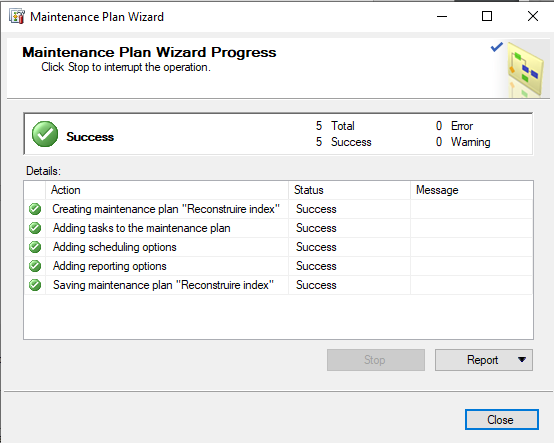 Maintenance Plan Wizard
Maintenance Plan Wizard Progress
Click Stop to interrupt the operation.
Success
5 Total
0 Error
5 Success
0 Warning
Details:
Action Status Message
Creating maintenance plan "Reconstruire index" Success
Adding tasks to the maintenance plan Success
Adding scheduling options Success
Adding reporting options Success
Saving maintenance plan "Reconstruire index" Success
Stop
Report
Close